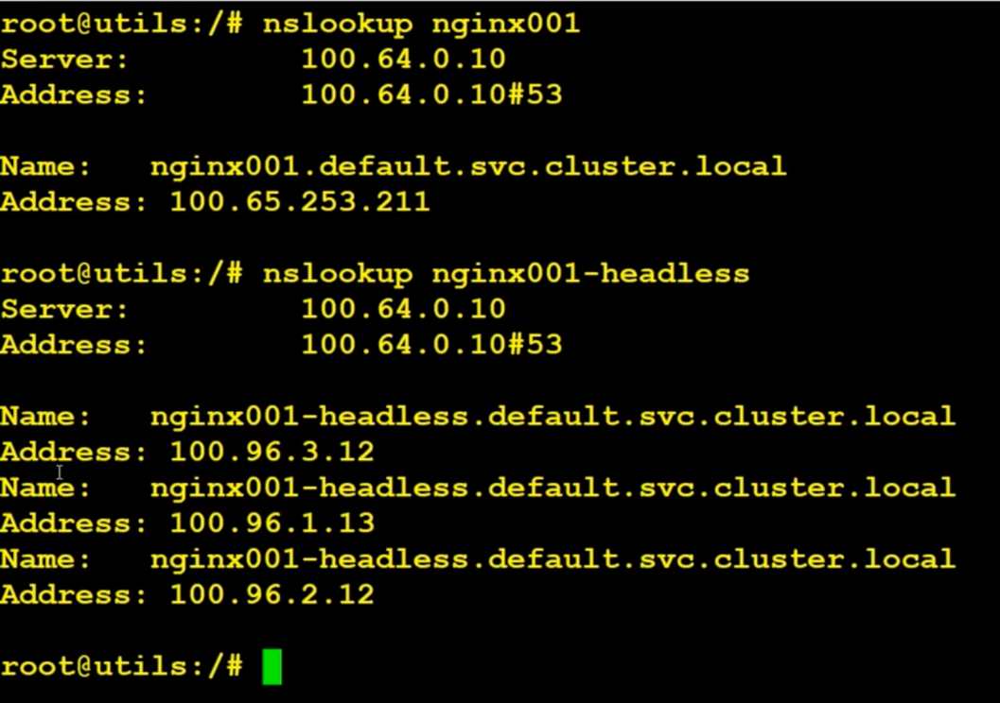 root@utils:/# nslookup nginx001
Server:         100.64.0.10
Address:        100.64.0.10#53
Name:   nginx001.default.svc.cluster.local
Address: 100.65.253.211
root@utils:/# nslookup nginx001-headless
Server:         100.64.0.10
Address:        100.64.0.10#53
Name:   nginx001-headless.default.svc.cluster.local
Address: 100.96.3.12
Name:   nginx001-headless.default.svc.cluster.local
Address: 100.96.1.13
Name:   nginx001-headless.default.svc.cluster.local
Address: 100.96.2.12
root@utils:/#